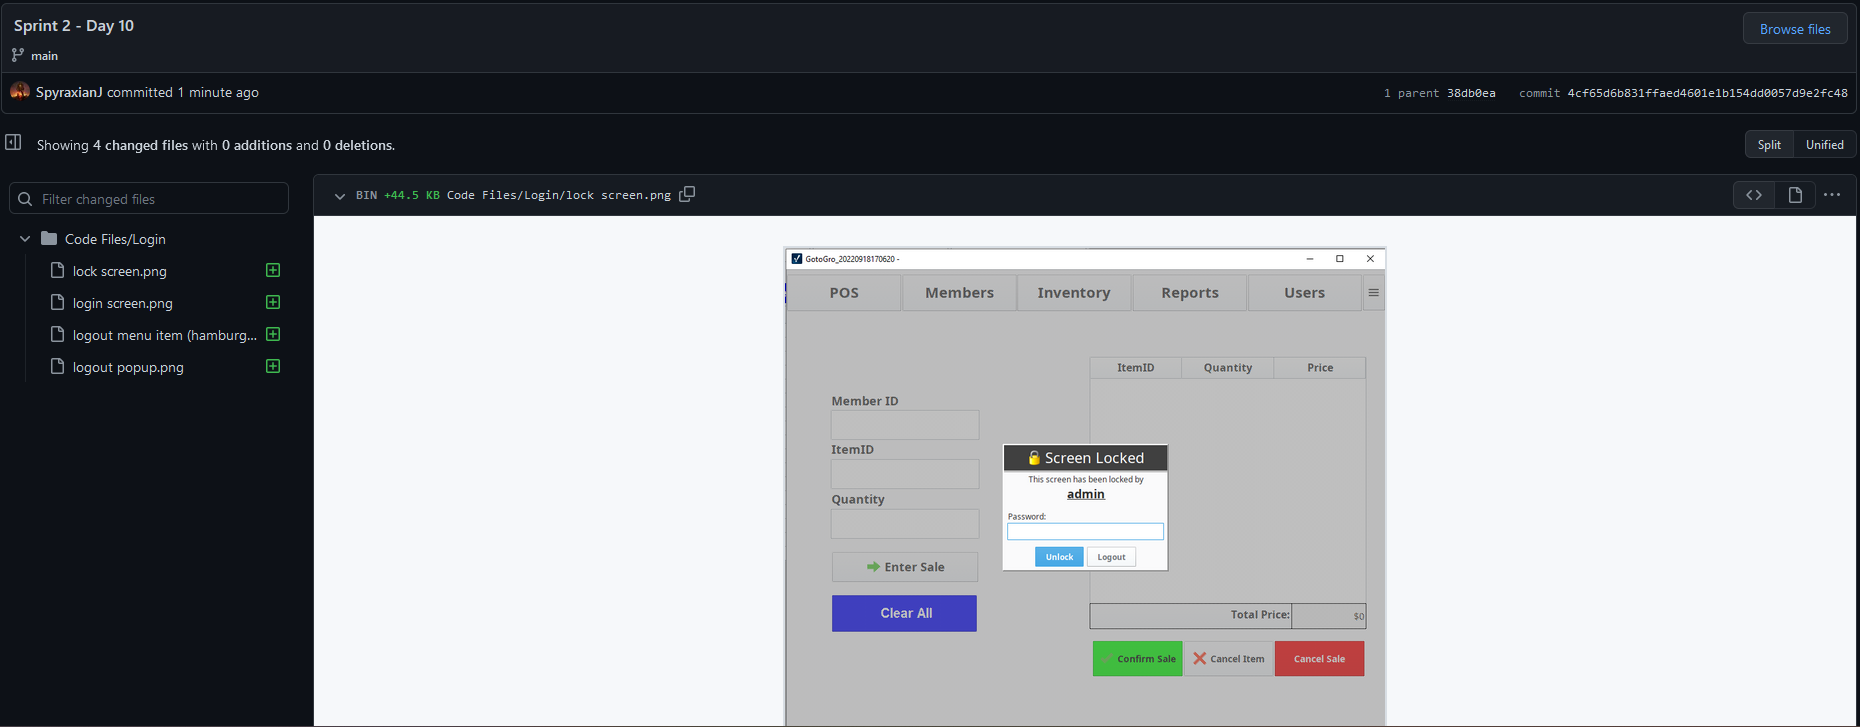 Sprint 2 - Day 10
Browse files
main
SpyraxianJ committed 1 minute ago
1 parent 38db0ea commit 4cf65d6b831ffaed4601e1b154dd0057d9e2fc48
Showing 4 changed files with 0 additions and 0 deletions.
Split Unified
Filter changed files
Code Files/Login
lock screen.png
login screen.png
logout menu item (hamburg...
logout popup.png
BIN +44.5 KB Code Files/Login/lock screen.png
GotoGro_20220918170620 -
POS Members Inventory Reports Users
ItemID Quantity Price
Member ID
ItemID
Quantity
Enter Sale
Clear All
Screen Locked
This screen has been locked by
admin
Password:
Unlock Logout
Total Price: $0
Confirm Sale Cancel Item Cancel Sale